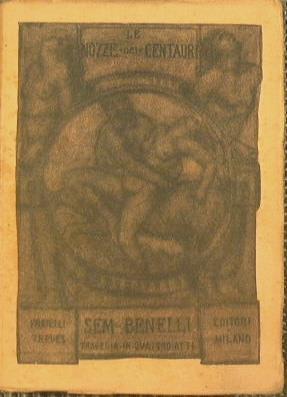 LE
NOZZE·DEI·CENTAURI
SEM·BENELLI
TRAGEDIA·IN·QUATTRO·ATTI
FRATELLI
TREVES
EDITORI
MILANO